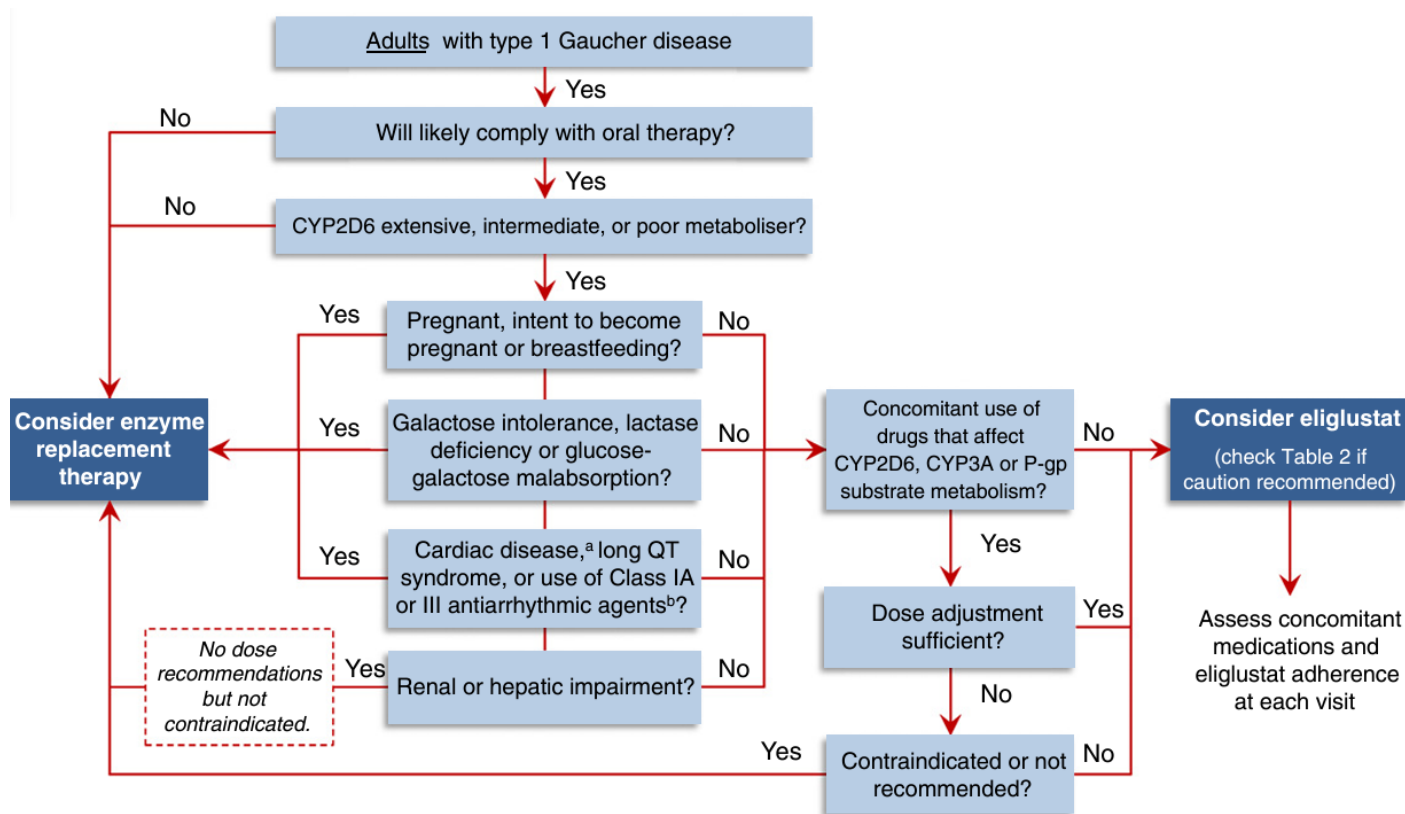 Adults with type 1 Gaucher disease
Yes
No
Will likely comply with oral therapy?
Yes
No
CYP2D6 extensive, intermediate, or poor metaboliser?
Yes
Yes
Pregnant, intent to become
pregnant or breastfeeding?
No
Consider enzyme
replacement
therapy
Yes
Galactose intolerance, lactase
deficiency or glucose-
galactose malabsorption?
No
Concomitant use of
drugs that affect
CYP2D6, CYP3A or P-gp
substrate metabolism?
No
Consider eliglustat
(check Table 2 if
caution recommended)
Yes
Cardiac disease,ᵃ long QT
syndrome, or use of Class IA
or III antiarrhythmic agentsᵇ?
No
Yes
Dose adjustment
sufficient?
Yes
Assess concomitant
medications and
eliglustat adherence
at each visit
No dose
recommendations
but not
contraindicated.
Yes
Renal or hepatic impairment?
No
No
Yes
Contraindicated or not
recommended?
No